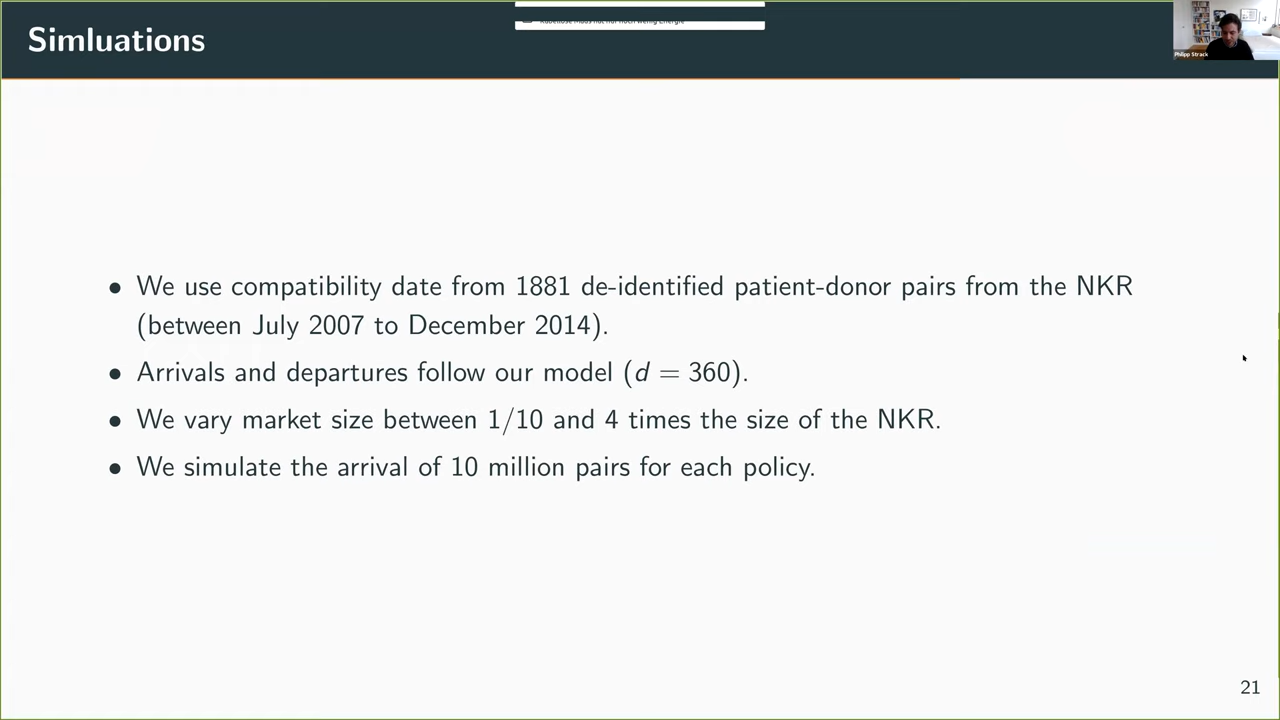 Simluations
Philipp Strack
• We use compatibility date from 1881 de-identified patient-donor pairs from the NKR
(between July 2007 to December 2014).
• Arrivals and departures follow our model (d = 360).
• We vary market size between 1/10 and 4 times the size of the NKR.
• We simulate the arrival of 10 million pairs for each policy.
21